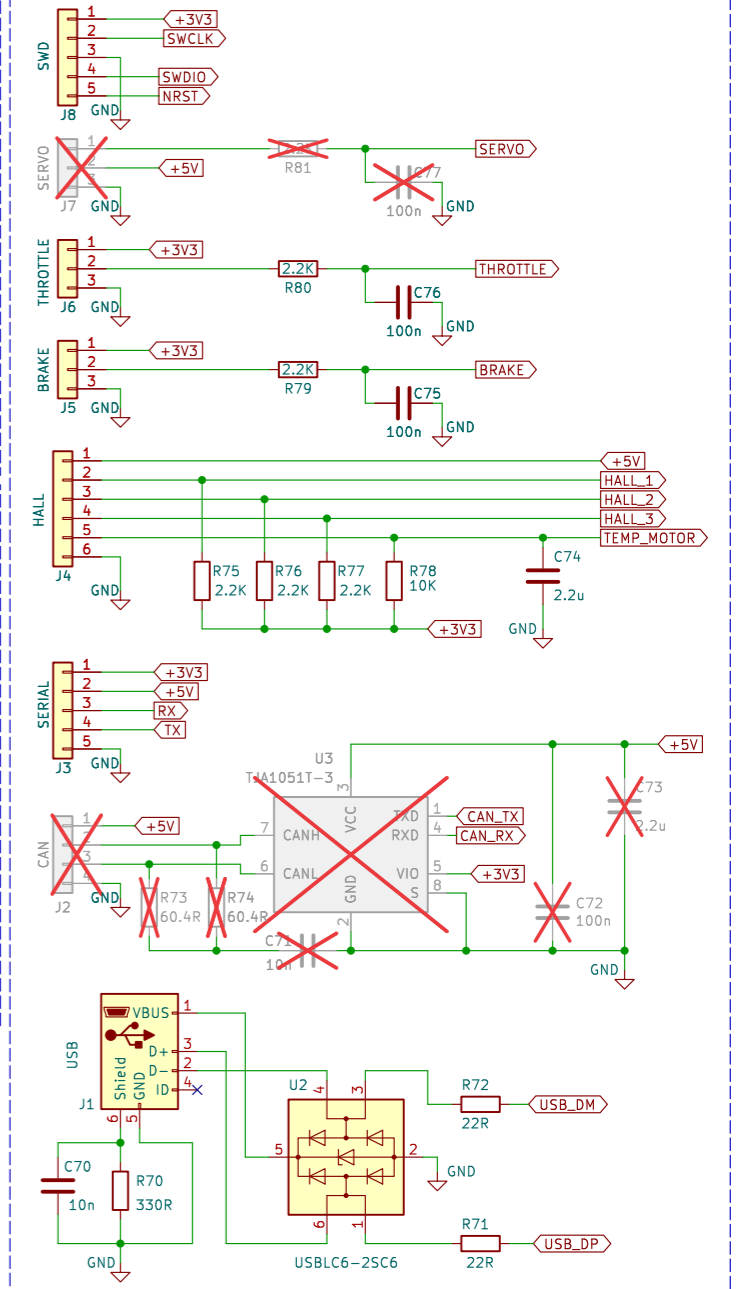 SWD
1 +3V3
2 SWCLK
3
4 SWDIO
5 NRST
J8 GND
SERVO
1 SERVO
R81 C77
2 +5V
3
J7 GND 100n GND
THROTTLE
1 +3V3
2 2.2K THROTTLE
3 R80 C76
J6 GND 100n GND
BRAKE
1 +3V3
2 2.2K BRAKE
3 R79 C75
J5 GND 100n GND
HALL
1 +5V
2 HALL_1
3 HALL_2
4 HALL_3
5 TEMP_MOTOR
6
J4 GND
R75 2.2K
R76 2.2K
R77 2.2K
R78 10K
C74 2.2u
+3V3 GND
SERIAL
1 +3V3
2 +5V
3 RX
4 TX
5
J3 GND
U3
TJA1051T-3
+5V
C73
2.2u
CAN
1 +5V
2
3
4
J2 GND
3 VCC
TXD 1 CAN_TX
7 CANH RXD 4 CAN_RX
6 CANL VIO 5 +3V3
GND S 8
2
R73 60.4R
R74 60.4R
C71
10n
C72
100n
GND
USB
VBUS 1
D+ 3
D- 2
ID 4
Shield GND
J1
6 5
C70
10n
R70
330R
GND
U2
4 3
5 2
6 1
GND
USBLC6-2SC6
R72
22R
USB_DM
R71
22R
USB_DP